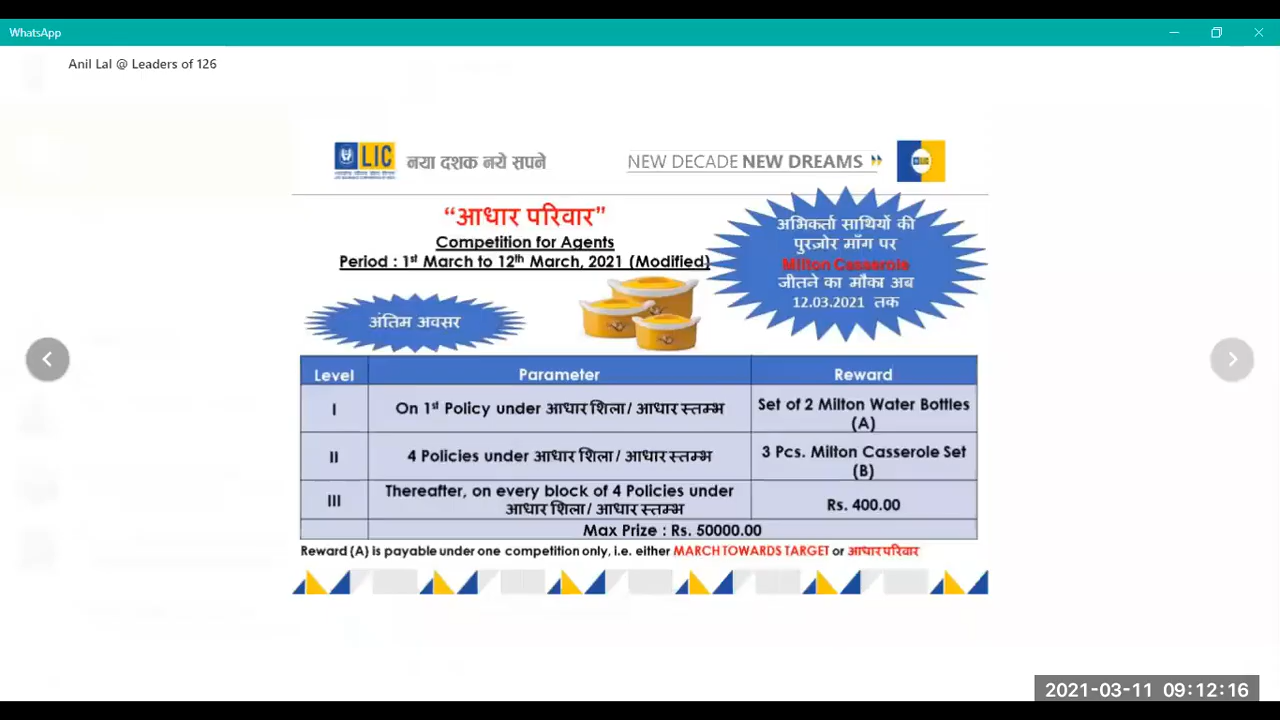 WhatsApp
Anil Lal @ Leaders of 126
LIC
नया दशक नये सपने
NEW DECADE NEW DREAMS
"आधार परिवार"
Competition for Agents
Period : 1st March to 12th March, 2021 (Modified)
अभिकर्ता साथियों की
पुरज़ोर माँग पर
Milton Casserole
जीतने का मौका अब
12.03.2021 तक
अंतिम अवसर
Level Parameter Reward
I On 1st Policy under आधार शिला/ आधार स्तम्भ Set of 2 Milton Water Bottles
(A)
II 4 Policies under आधार शिला/ आधार स्तम्भ 3 Pcs. Milton Casserole Set
(B)
III Thereafter, on every block of 4 Policies under
आधार शिला/ आधार स्तम्भ Rs. 400.00
Max Prize : Rs. 50000.00
Reward (A) is payable under one competition only, i.e. either MARCH TOWARDS TARGET or आधार परिवार
2021-03-11 09:12:16